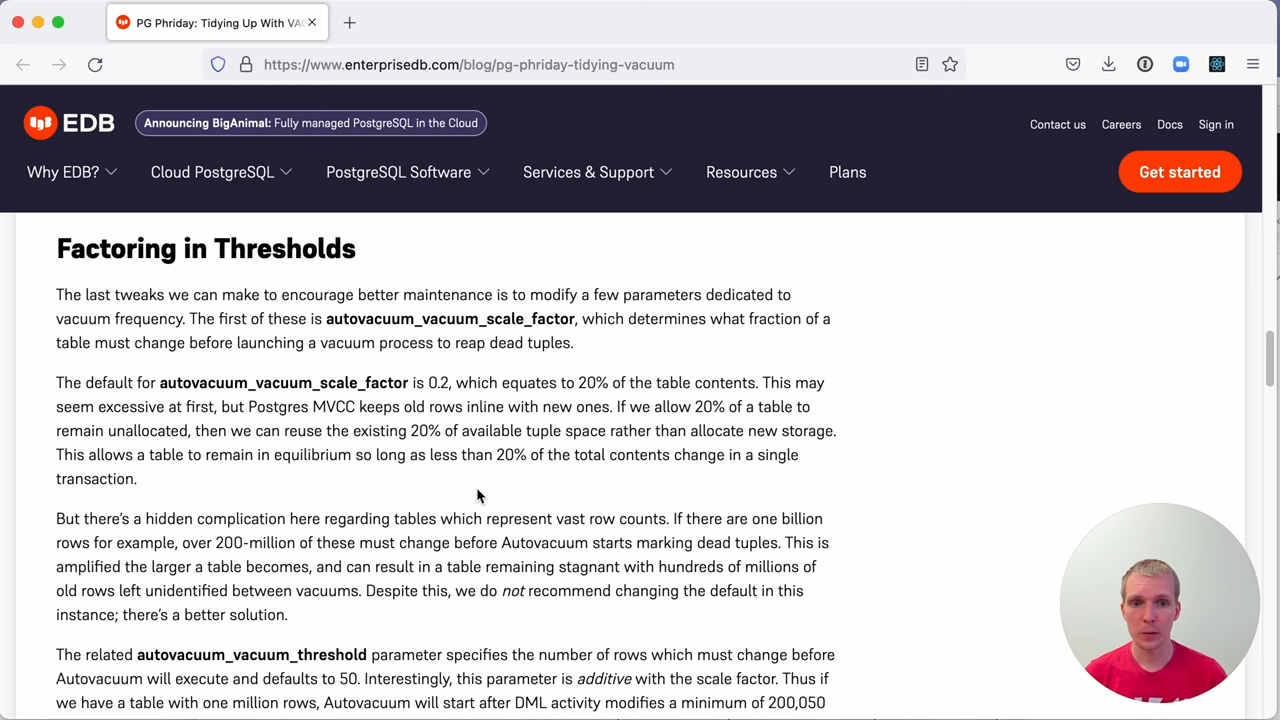 PG Phriday: Tidying Up With VAC
https://www.enterprisedb.com/blog/pg-phriday-tidying-vacuum
EDB
Announcing BigAnimal: Fully managed PostgreSQL in the Cloud
Contact us
Careers
Docs
Sign in
Why EDB?
Cloud PostgreSQL
PostgreSQL Software
Services & Support
Resources
Plans
Get started
Factoring in Thresholds
The last tweaks we can make to encourage better maintenance is to modify a few parameters dedicated to
vacuum frequency. The first of these is autovacuum_vacuum_scale_factor, which determines what fraction of a
table must change before launching a vacuum process to reap dead tuples.
The default for autovacuum_vacuum_scale_factor is 0.2, which equates to 20% of the table contents. This may
seem excessive at first, but Postgres MVCC keeps old rows inline with new ones. If we allow 20% of a table to
remain unallocated, then we can reuse the existing 20% of available tuple space rather than allocate new storage.
This allows a table to remain in equilibrium so long as less than 20% of the total contents change in a single
transaction.
But there's a hidden complication here regarding tables which represent vast row counts. If there are one billion
rows for example, over 200-million of these must change before Autovacuum starts marking dead tuples. This is
amplified the larger a table becomes, and can result in a table remaining stagnant with hundreds of millions of
old rows left unidentified between vacuums. Despite this, we do not recommend changing the default in this
instance; there's a better solution.
The related autovacuum_vacuum_threshold parameter specifies the number of rows which must change before
Autovacuum will execute and defaults to 50. Interestingly, this parameter is additive with the scale factor. Thus if
we have a table with one million rows, Autovacuum will start after DML activity modifies a minimum of 200,050